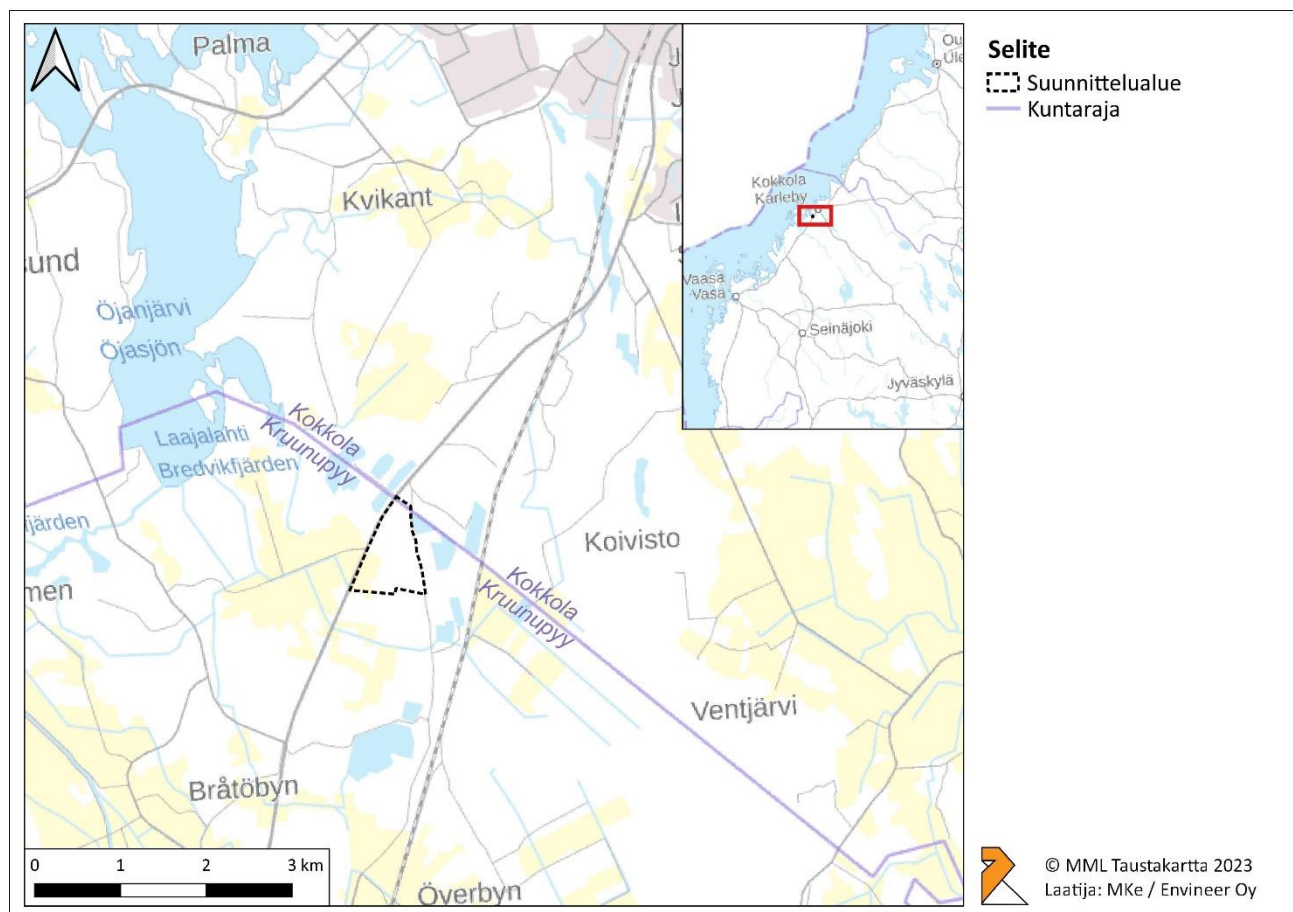 Palma
Kvikant
sund
Öjanjärvi
Öjasjön
Kokkola
Kruunupyy
Laajalahti
Bredvikfjärden
fjärden
men
Koivisto
Kokkola
Kruunupyy
Ventjärvi
Bråtöbyn
Överbyn
0 1 2 3 km
Ou
Ule
Kokkola
Karleby
Vaasa
Vasa
Seinäjoki
Jyväskylä
Selite
Suunnittelualue
Kuntaraja
© MML Taustakartta 2023
Laatija: MKe / Envineer Oy